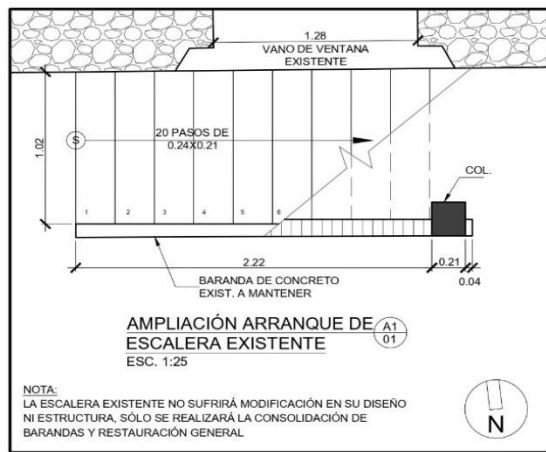 1.28
VANO DE VENTANA
EXISTENTE
1.02
S
20 PASOS DE
0.24X0.21
COL.
1 2 3 4 5 6
2.22
0.21
0.04
BARANDA DE CONCRETO
EXIST. A MANTENER
AMPLIACIÓN ARRANQUE DE
ESCALERA EXISTENTE
A1
01
ESC. 1:25
NOTA:
LA ESCALERA EXISTENTE NO SUFRIRÁ MODIFICACIÓN EN SU DISEÑO
NI ESTRUCTURA, SÓLO SE REALIZARÁ LA CONSOLIDACIÓN DE
BARANDAS Y RESTAURACIÓN GENERAL
N